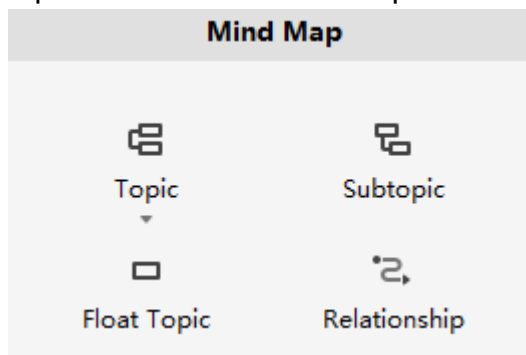 Mind Map
Topic
Subtopic
Float Topic
Relationship